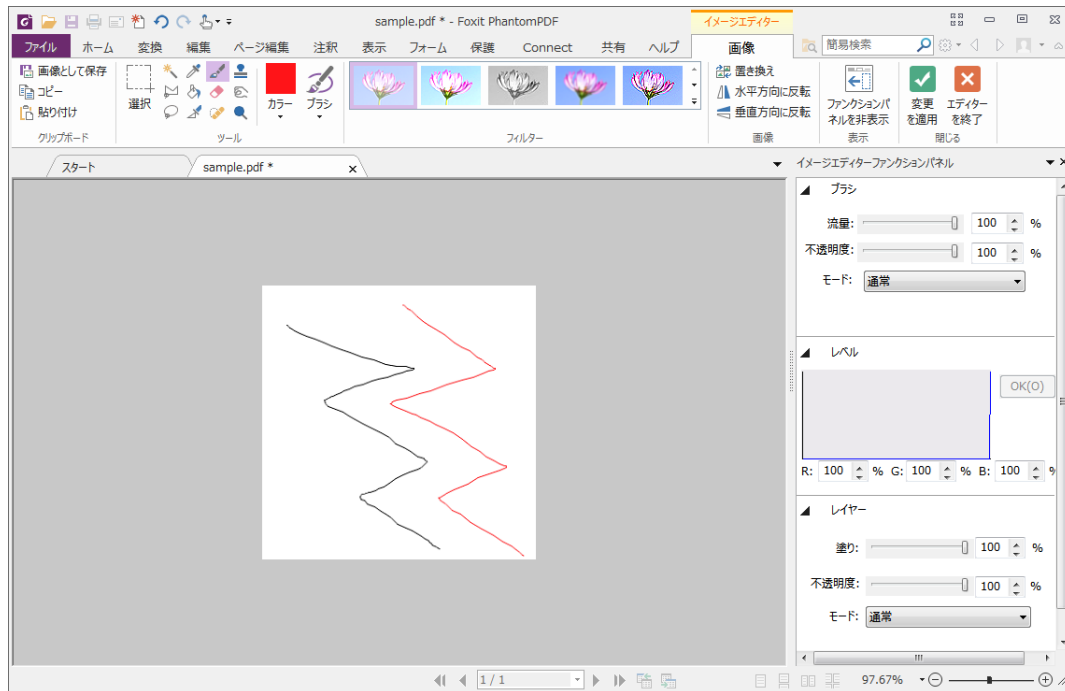 sample.pdf * - Foxit PhantomPDF
イメージエディター
ファイル ホーム 変換 編集 ページ編集 注釈 表示 フォーム 保護 Connect 共有 ヘルプ 画像 簡易検索
画像として保存
コピー
貼り付け
クリップボード
選択
ツール
カラー
ブラシ
フィルター
置き換え
水平方向に反転
垂直方向に反転
画像
ファンクションパ
ネルを非表示
表示
変更
を適用
エディター
を終了
閉じる
スタート
sample.pdf *
イメージエディターファンクションパネル
ブラシ
流量: 100 %
不透明度: 100 %
モード: 通常
レベル
OK(O)
R: 100 % G: 100 % B: 100 %
レイヤー
塗り: 100 %
不透明度: 100 %
モード: 通常
1 / 1
97.67%